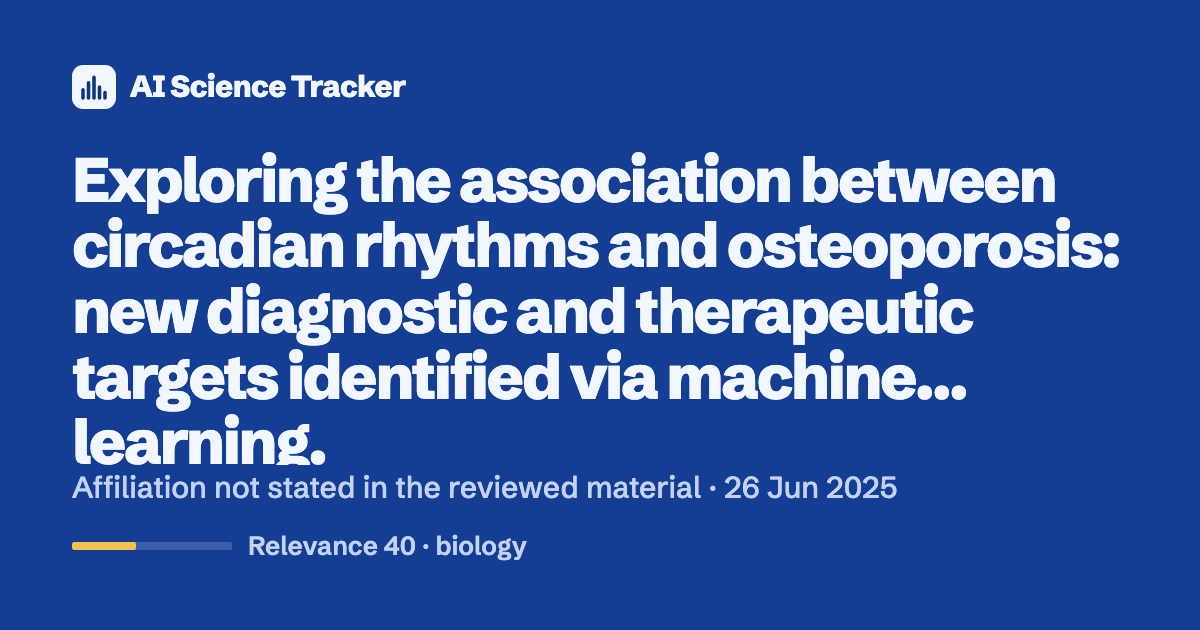 AI Science Tracker
Exploring the association between
circadian rhythms and osteoporosis:
new diagnostic and therapeutic
targets identified via machine...
learning.
Affiliation not stated in the reviewed material · 26 Jun 2025
Relevance 40 · biology